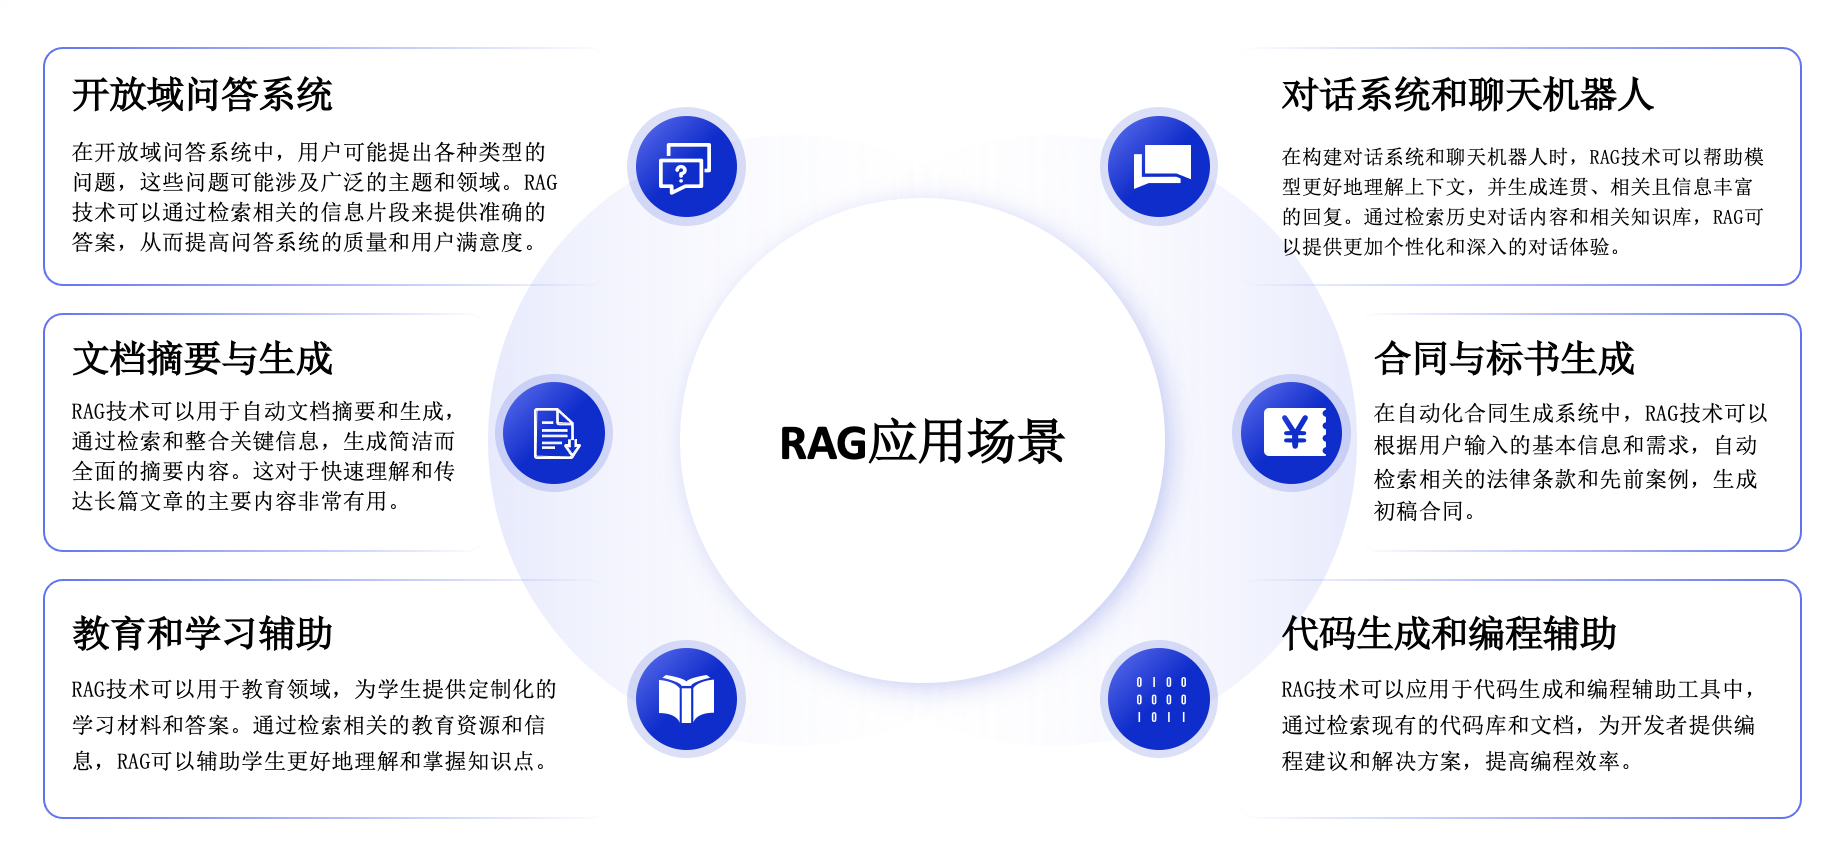 开放域问答系统
在开放域问答系统中，用户可能提出各种类型的
问题，这些问题可能涉及广泛的主题和领域。RAG
技术可以通过检索相关的信息片段来提供准确的
答案，从而提高问答系统的质量和用户满意度。
文档摘要与生成
RAG技术可以用于自动文档摘要和生成，
通过检索和整合关键信息，生成简洁而
全面的摘要内容。这对于快速理解和传
达长篇文章的主要内容非常有用。
教育和学习辅助
RAG技术可以用于教育领域，为学生提供定制化的
学习材料和答案。通过检索相关的教育资源和信
息，RAG可以辅助学生更好地理解和掌握知识点。
?
RAG应用场景
¥
0100
0000
1011
对话系统和聊天机器人
在构建对话系统和聊天机器人时，RAG技术可以帮助模
型更好地理解上下文，并生成连贯、相关且信息丰富
的回复。通过检索历史对话内容和相关知识库，RAG可
以提供更加个性化和深入的对话体验。
合同与标书生成
在自动化合同生成系统中，RAG技术可以
根据用户输入的基本信息和需求，自动
检索相关的法律条款和先前案例，生成
初稿合同。
代码生成和编程辅助
RAG技术可以应用于代码生成和编程辅助工具中，
通过检索现有的代码库和文档，为开发者提供编
程建议和解决方案，提高编程效率。